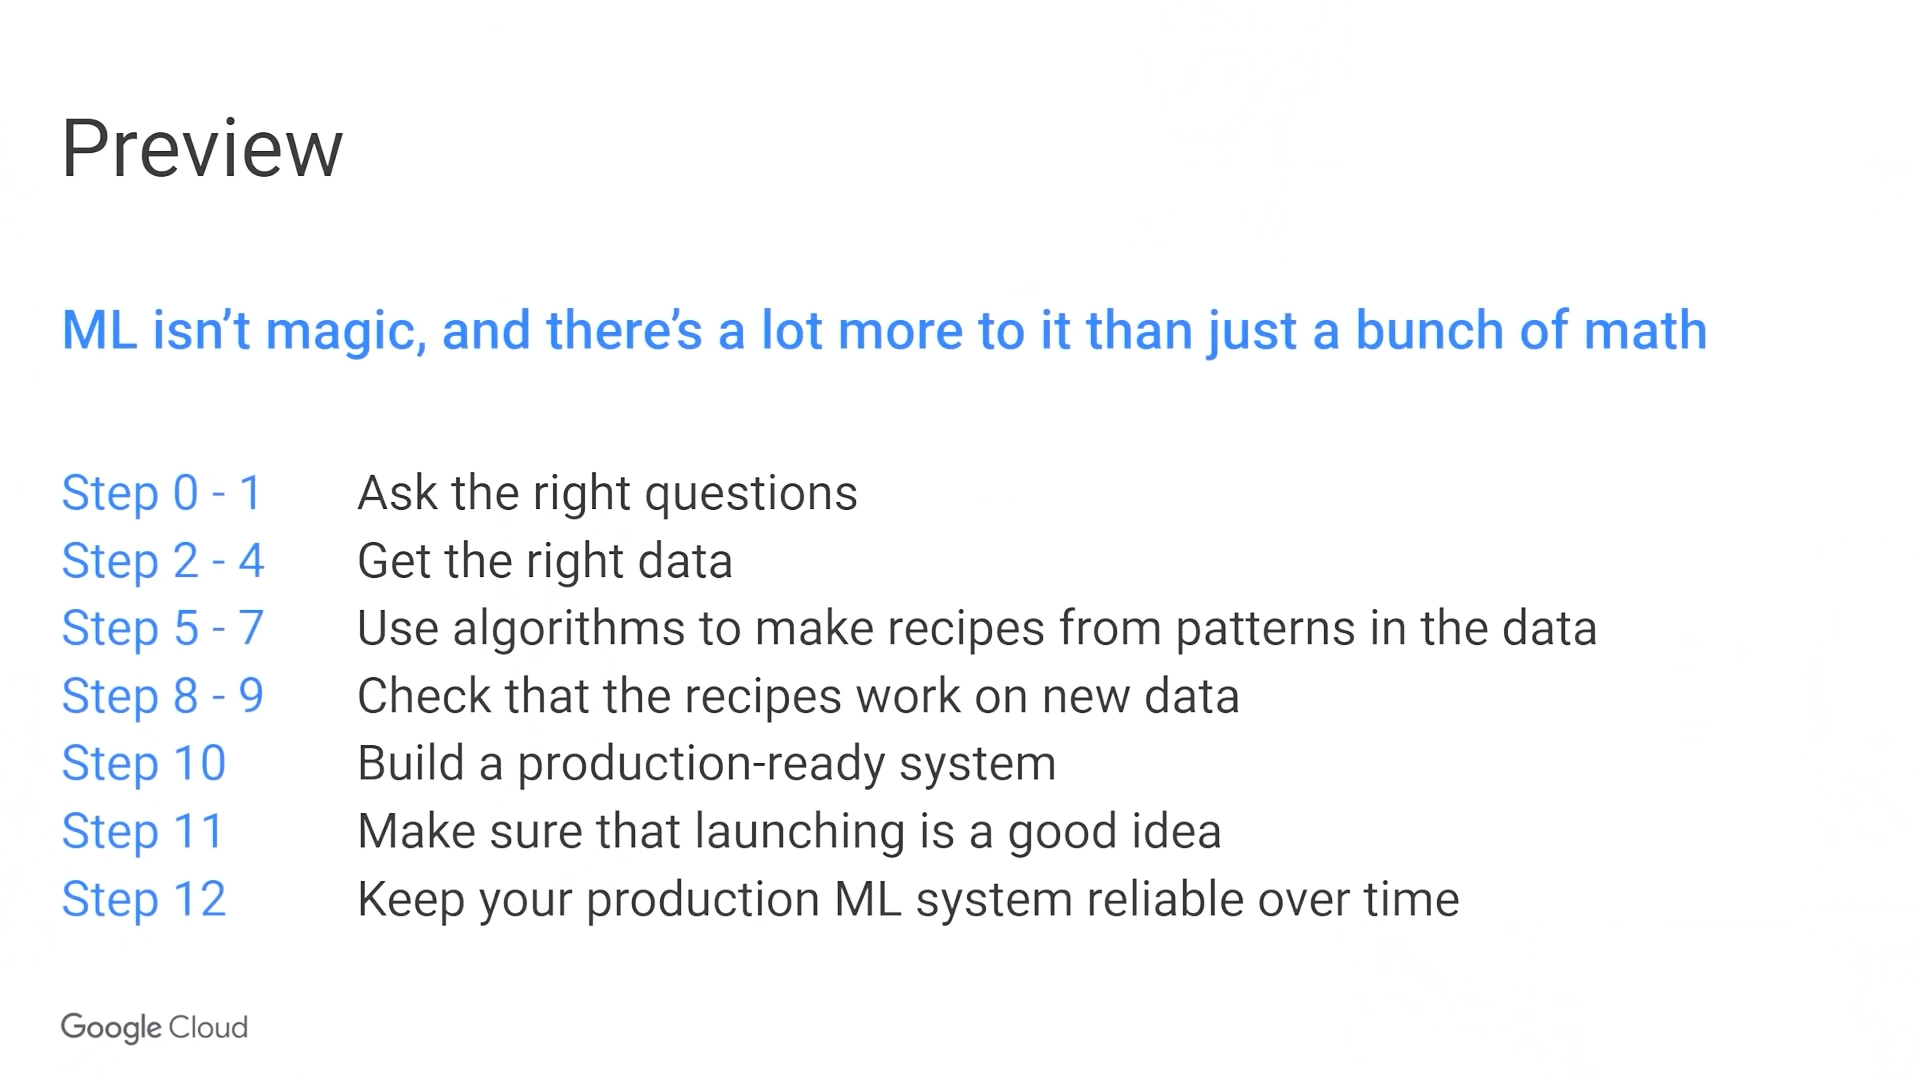 Preview
ML isn’t magic, and there’s a lot more to it than just a bunch of math
Step 0 - 1 Ask the right questions
Step 2 - 4 Get the right data
Step 5 - 7 Use algorithms to make recipes from patterns in the data
Step 8 - 9 Check that the recipes work on new data
Step 10 Build a production-ready system
Step 11 Make sure that launching is a good idea
Step 12 Keep your production ML system reliable over time
Google Cloud